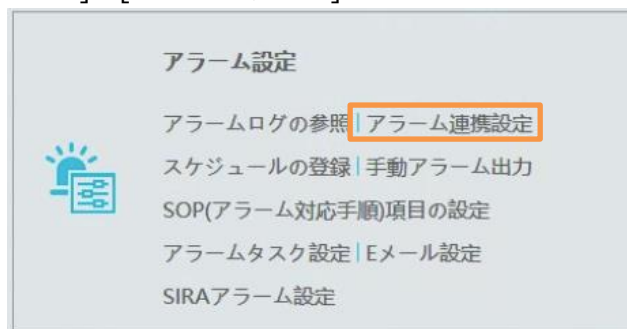 アラーム設定
アラームログの参照|アラーム連携設定
スケジュールの登録|手動アラーム出力
SOP(アラーム対応手順)項目の設定
アラームタスク設定|Eメール設定
SIRAアラーム設定